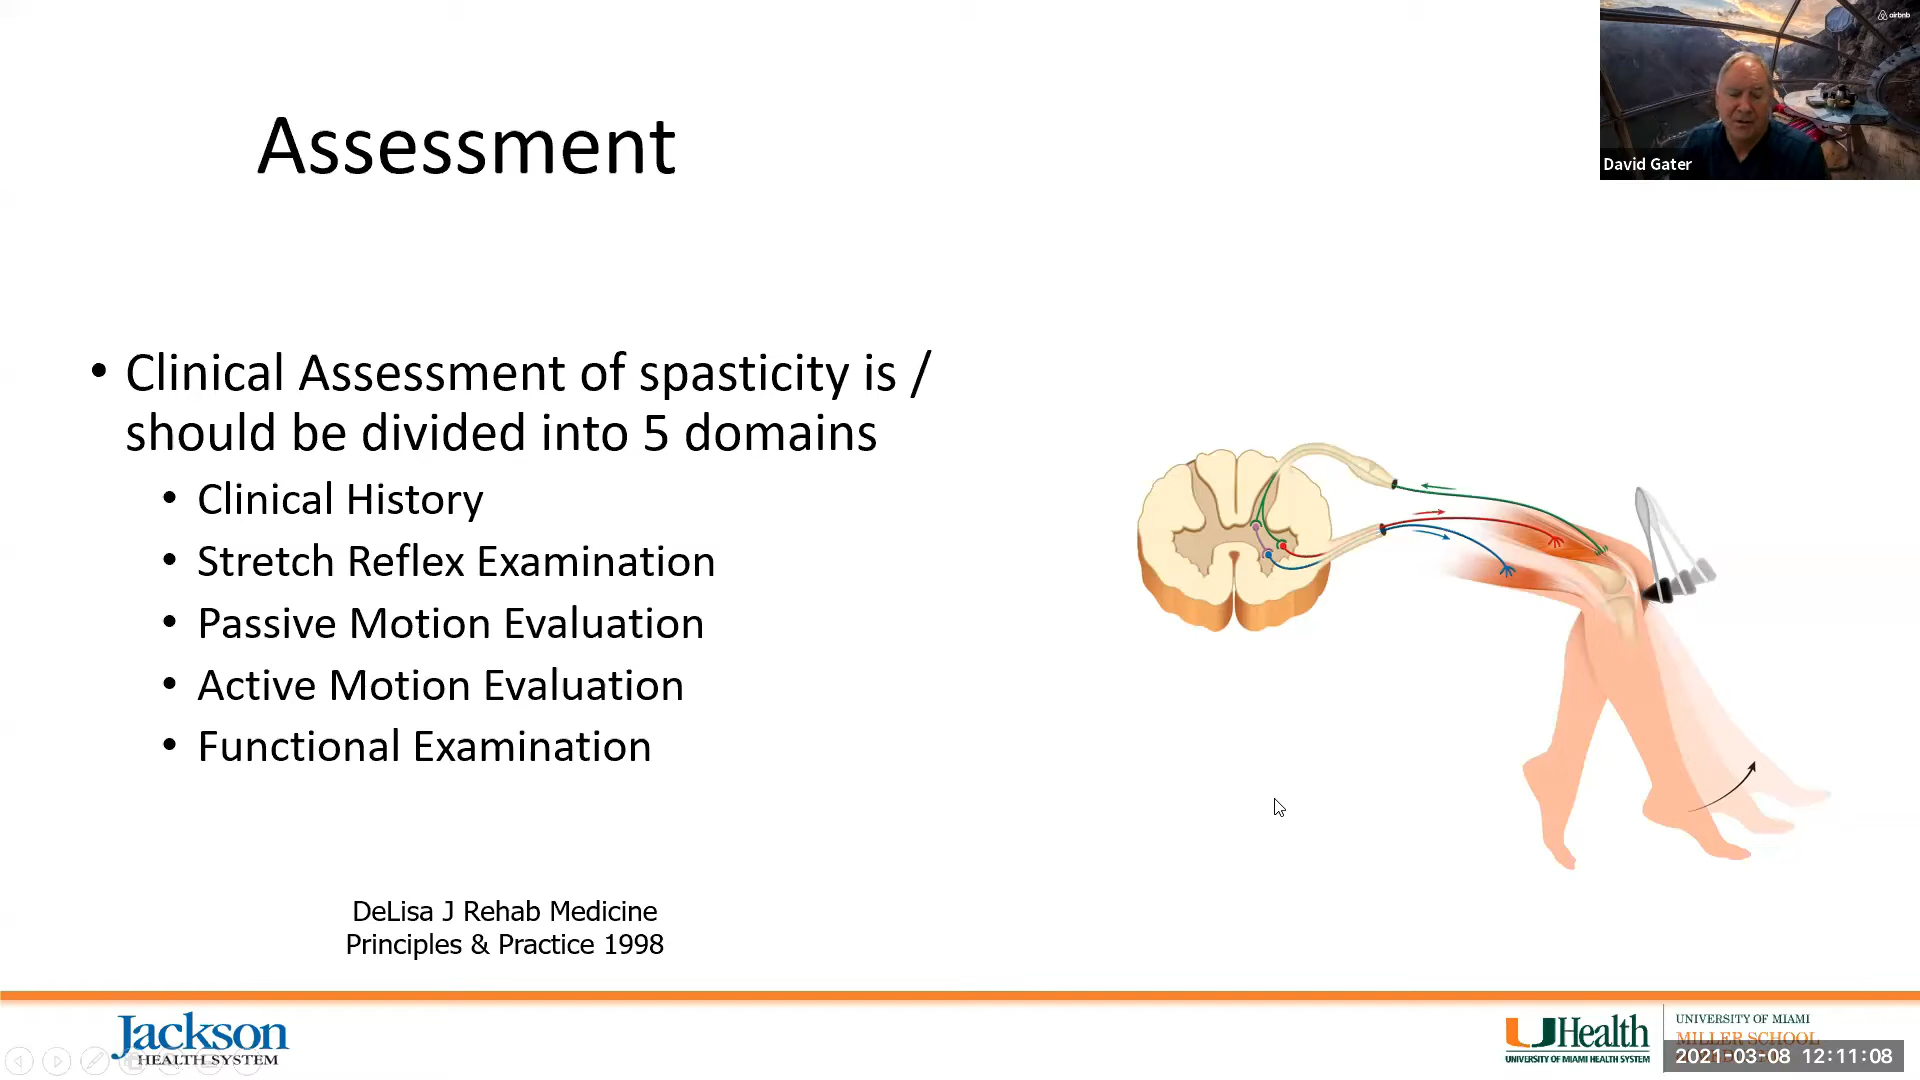 airbnb
David Gater
Assessment
• Clinical Assessment of spasticity is /
should be divided into 5 domains
• Clinical History
• Stretch Reflex Examination
• Passive Motion Evaluation
• Active Motion Evaluation
• Functional Examination
DeLisa J Rehab Medicine
Principles & Practice 1998
Jackson
HEALTH SYSTEM
UHealth
UNIVERSITY OF MIAMI HEALTH SYSTEM
UNIVERSITY OF MIAMI
MILLER SCHOOL
2021-03-08 12:11:08